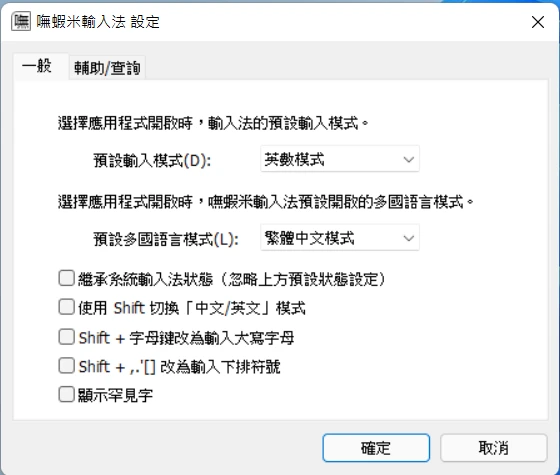 嘸蝦米輸入法 設定
一般
輔助/查詢
選擇應用程式開啟時，輸入法的預設輸入模式。
預設輸入模式(D): 英數模式
選擇應用程式開啟時，嘸蝦米輸入法預設開啟的多國語言模式。
預設多國語言模式(L): 繁體中文模式
繼承系統輸入法狀態（忽略上方預設狀態設定）
使用 Shift 切換「中文/英文」模式
Shift + 字母鍵改為輸入大寫字母
Shift + ,.'[] 改為輸入下排符號
顯示罕見字
確定
取消